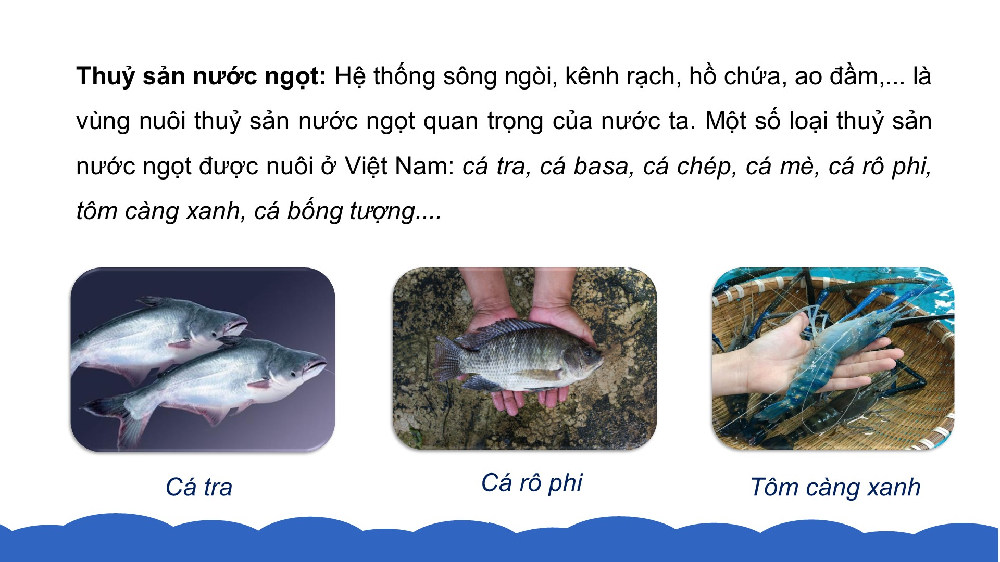 Thuỷ sản nước ngọt: Hệ thống sông ngòi, kênh rạch, hồ chứa, ao đầm,... là
vùng nuôi thuỷ sản nước ngọt quan trọng của nước ta. Một số loại thuỷ sản
nước ngọt được nuôi ở Việt Nam: cá tra, cá basa, cá chép, cá mè, cá rô phi,
tôm càng xanh, cá bống tượng....
Cá tra
Cá rô phi
Tôm càng xanh